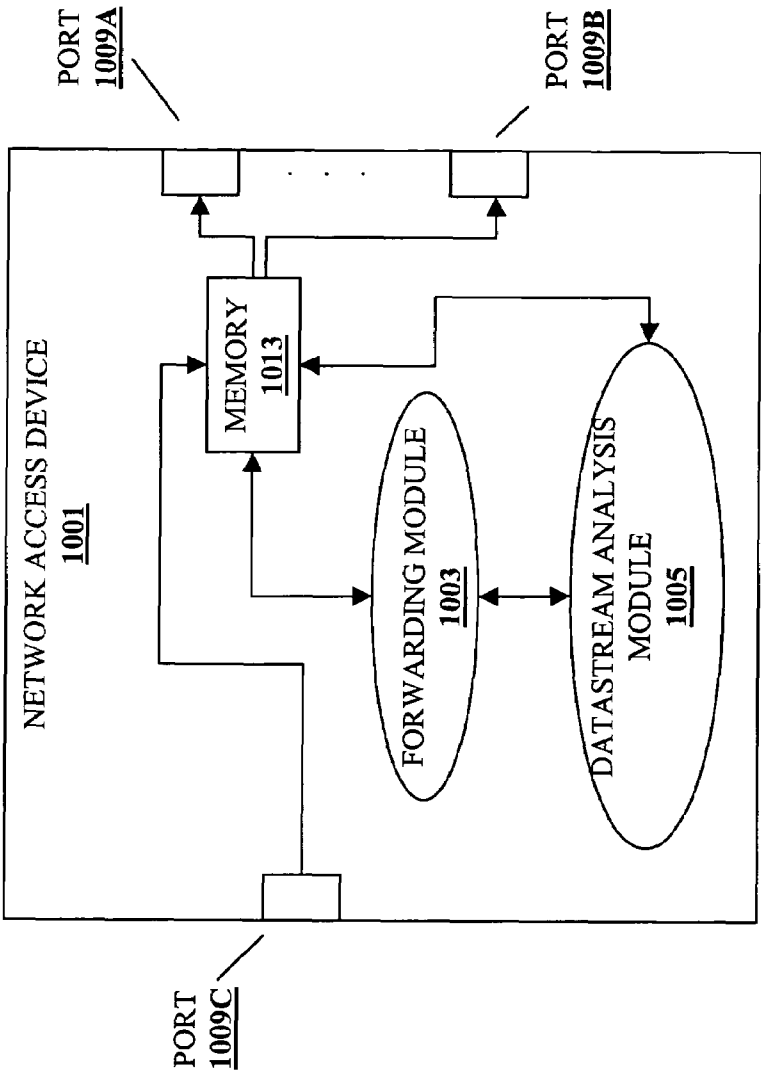 NETWORK ACCESS DEVICE
1001
PORT
1009A
PORT
1009B
PORT
1009C
MEMORY
1013
FORWARDING MODULE
1003
DATASTREAM ANALYSIS
MODULE
1005